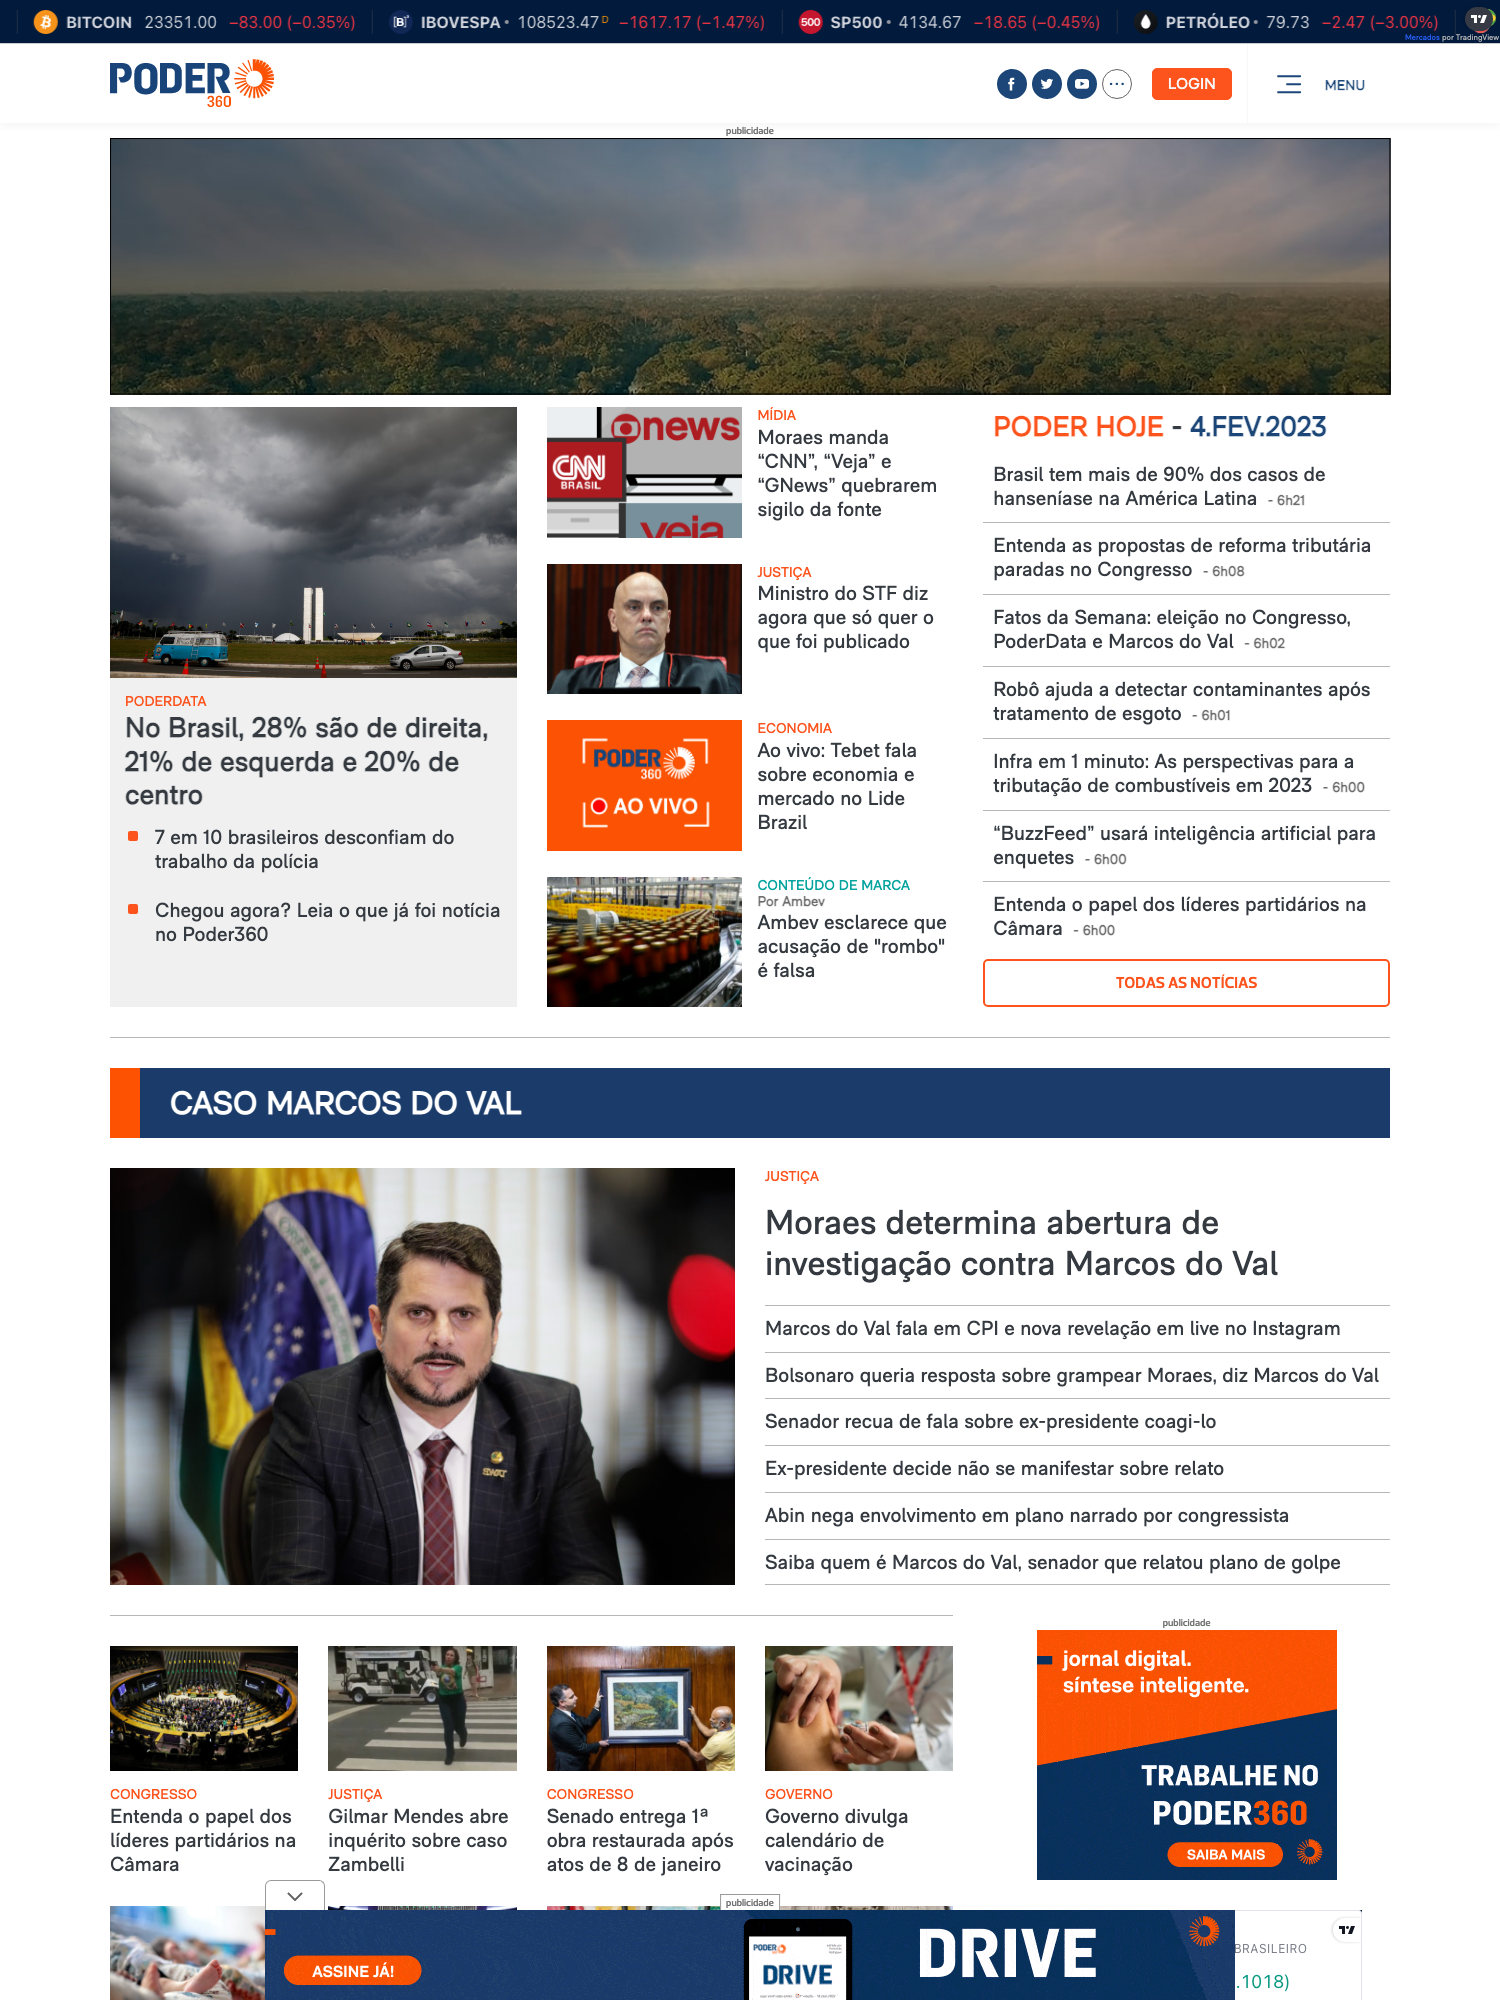 BITCOIN 23351.00 −83.00 (−0.35%)
IBOVESPA 108523.47 D −1617.17 (−1.47%)
SP500 4134.67 −18.65 (−0.45%)
PETRÓLEO 79.73 −2.47 (−3.00%)
Mercados por TradingView
PODER
360
LOGIN
MENU
publicidade
gnews
CNN
BRASIL
veja
MÍDIA
Moraes manda
“CNN”, “Veja” e
“GNews” quebrarem
sigilo da fonte
JUSTIÇA
Ministro do STF diz
agora que só quer o
que foi publicado
PODER
360
AO VIVO
ECONOMIA
Ao vivo: Tebet fala
sobre economia e
mercado no Lide
Brazil
CONTEÚDO DE MARCA
Por Ambev
Ambev esclarece que
acusação de "rombo"
é falsa
PODERDATA
No Brasil, 28% são de direita,
21% de esquerda e 20% de
centro
7 em 10 brasileiros desconfiam do
trabalho da polícia
Chegou agora? Leia o que já foi notícia
no Poder360
PODER HOJE - 4.FEV.2023
Brasil tem mais de 90% dos casos de
hanseníase na América Latina - 6h21
Entenda as propostas de reforma tributária
paradas no Congresso - 6h08
Fatos da Semana: eleição no Congresso,
PoderData e Marcos do Val - 6h02
Robô ajuda a detectar contaminantes após
tratamento de esgoto - 6h01
Infra em 1 minuto: As perspectivas para a
tributação de combustíveis em 2023 - 6h00
“BuzzFeed” usará inteligência artificial para
enquetes - 6h00
Entenda o papel dos líderes partidários na
Câmara - 6h00
TODAS AS NOTÍCIAS
CASO MARCOS DO VAL
SWAT
JUSTIÇA
Moraes determina abertura de
investigação contra Marcos do Val
Marcos do Val fala em CPI e nova revelação em live no Instagram
Bolsonaro queria resposta sobre grampear Moraes, diz Marcos do Val
Senador recua de fala sobre ex-presidente coagi-lo
Ex-presidente decide não se manifestar sobre relato
Abin nega envolvimento em plano narrado por congressista
Saiba quem é Marcos do Val, senador que relatou plano de golpe
CONGRESSO
Entenda o papel dos
líderes partidários na
Câmara
JUSTIÇA
Gilmar Mendes abre
inquérito sobre caso
Zambelli
CONGRESSO
Senado entrega 1ª
obra restaurada após
atos de 8 de janeiro
GOVERNO
Governo divulga
calendário de
vacinação
publicidade
jornal digital.
síntese inteligente.
TRABALHE NO
PODER360
SAIBA MAIS
publicidade
ASSINE JÁ!
PODER
DRIVE
DRIVE
BRASILEIRO
.1018)